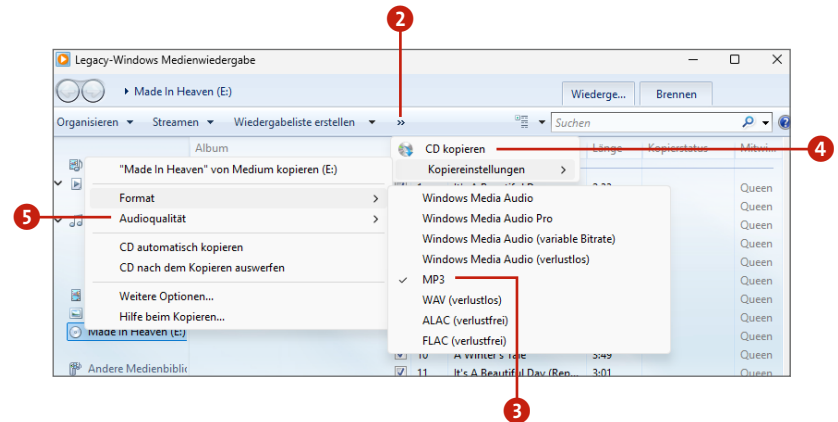 2
Legacy-Windows Medienwiedergabe
Made In Heaven (E:)
Wiederge...
Brennen
Organisieren
Streamen
Wiedergabeliste erstellen
»
Suchen
Album
CD kopieren
4
Länge
Kopierstatus
Mitwi...
"Made In Heaven" von Medium kopieren (E:)
Kopiereinstellungen
Queen
Format
Windows Media Audio
Queen
5
Audioqualität
Windows Media Audio Pro
Queen
Windows Media Audio (variable Bitrate)
Queen
CD automatisch kopieren
Windows Media Audio (verlustlos)
Queen
CD nach dem Kopieren auswerfen
MP3
Queen
Weitere Optionen...
WAV (verlustlos)
Queen
Hilfe beim Kopieren...
ALAC (verlustfrei)
Queen
Made In Heaven (E:)
FLAC (verlustfrei)
Queen
10 A Winter's Tale 3:49 Queen
Andere Medienbiblio
11 It's A Beautiful Day (Rep... 3:01 Queen
3